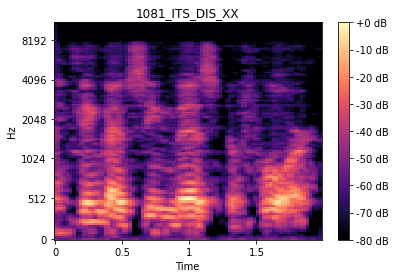 1081_ITS_DIS_XX
+0 dB
8192
-10 dB
4096
-20 dB
-30 dB
2048
Hz
-40 dB
1024
-50 dB
512
-60 dB
-70 dB
0
-80 dB
0
0.5
1
1.5
Time